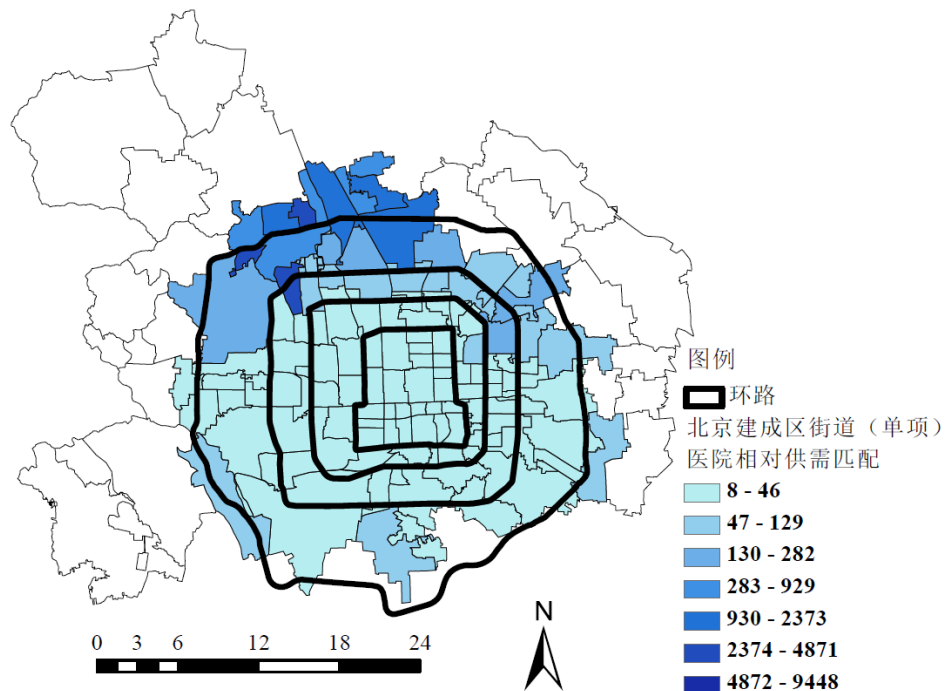 图例
环路
北京建成区街道（单项）
医院相对供需匹配
8 - 46
47 - 129
130 - 282
283 - 929
930 - 2373
2374 - 4871
4872 - 9448
N
0 3 6 12 18 24